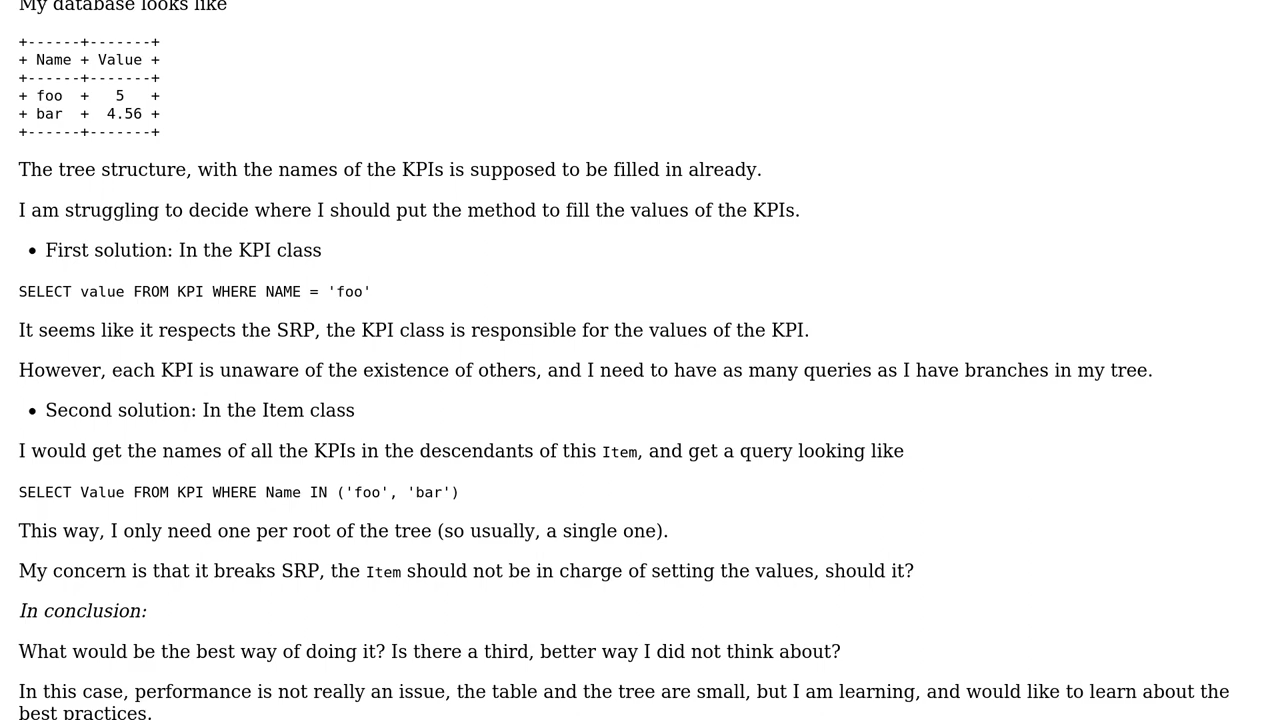 My database looks like
+------+-------+
+ Name + Value +
+------+-------+
+ foo  +   5   +
+ bar  +  4.56 +
+------+-------+
The tree structure, with the names of the KPIs is supposed to be filled in already.
I am struggling to decide where I should put the method to fill the values of the KPIs.
• First solution: In the KPI class
SELECT value FROM KPI WHERE NAME = 'foo'
It seems like it respects the SRP, the KPI class is responsible for the values of the KPI.
However, each KPI is unaware of the existence of others, and I need to have as many queries as I have branches in my tree.
• Second solution: In the Item class
I would get the names of all the KPIs in the descendants of this Item, and get a query looking like
SELECT Value FROM KPI WHERE Name IN ('foo', 'bar')
This way, I only need one per root of the tree (so usually, a single one).
My concern is that it breaks SRP, the Item should not be in charge of setting the values, should it?
In conclusion:
What would be the best way of doing it? Is there a third, better way I did not think about?
In this case, performance is not really an issue, the table and the tree are small, but I am learning, and would like to learn about the
best practices.